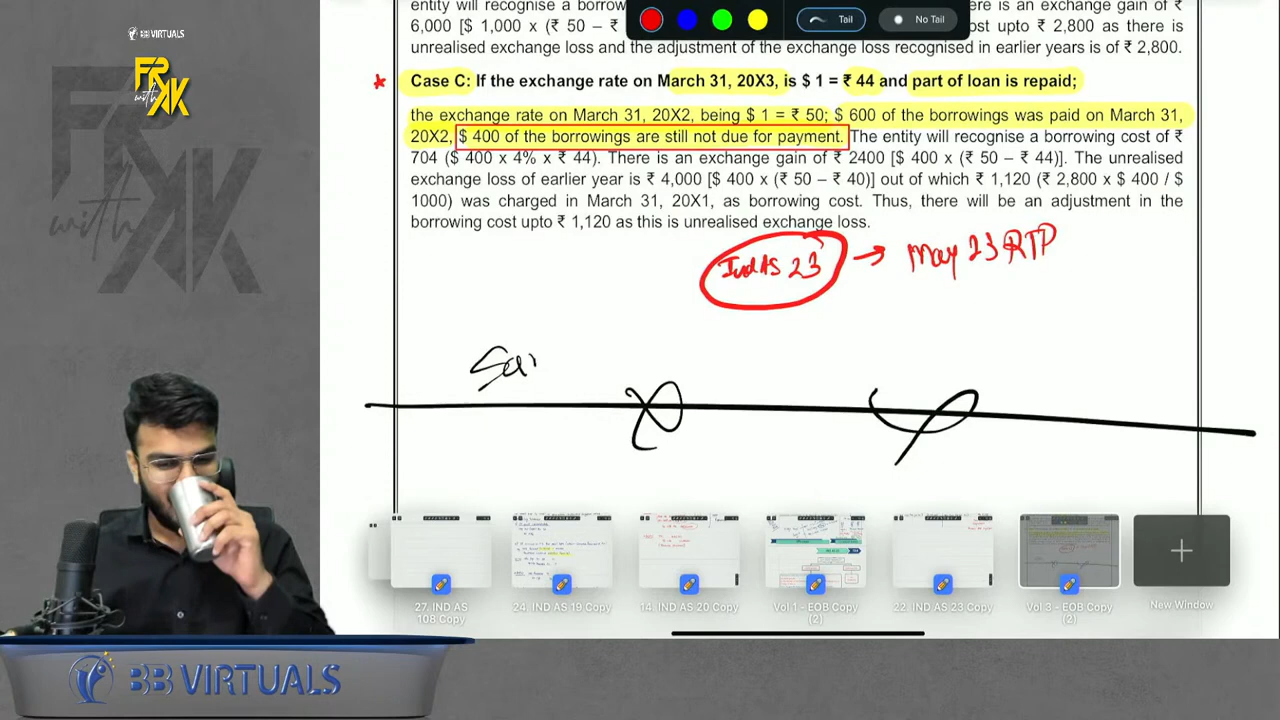 BB VIRTUALS
FR
with
AK
FR
with
AK
entity will recognise a borrow
ere is an exchange gain of ₹
6,000 [$ 1,000 x (₹ 50 – ₹
cost upto ₹ 2,800 as this is
unrealised exchange loss and the adjustment of the exchange loss recognised in earlier years is of ₹ 2,800.
Tail
No Tail
Case C: If the exchange rate on March 31, 20X3, is $ 1 = ₹ 44 and part of loan is repaid;
the exchange rate on March 31, 20X2, being $ 1 = ₹ 50; $ 600 of the borrowings was paid on March 31,
20X2, $ 400 of the borrowings are still not due for payment. The entity will recognise a borrowing cost of ₹
704 ($ 400 x 4% x ₹ 44). There is an exchange gain of ₹ 2400 [$ 400 x (₹ 50 – ₹ 44)]. The unrealised
exchange loss of earlier year is ₹ 4,000 [$ 400 x (₹ 50 – ₹ 40)] out of which ₹ 1,120 (₹ 2,800 x $ 400 / $
1000) was charged in March 31, 20X1, as borrowing cost. Thus, there will be an adjustment in the
borrowing cost upto ₹ 1,120 as this is unrealised exchange loss.
Ind AS 23 → May 23 RTP
27. IND AS
108 Copy
24. IND AS 19 Copy
14. IND AS 20 Copy
Vol 1 - EOB Copy
(2)
22. IND AS 23 Copy
Vol 3 - EOB Copy
(2)
New Window
BB VIRTUALS